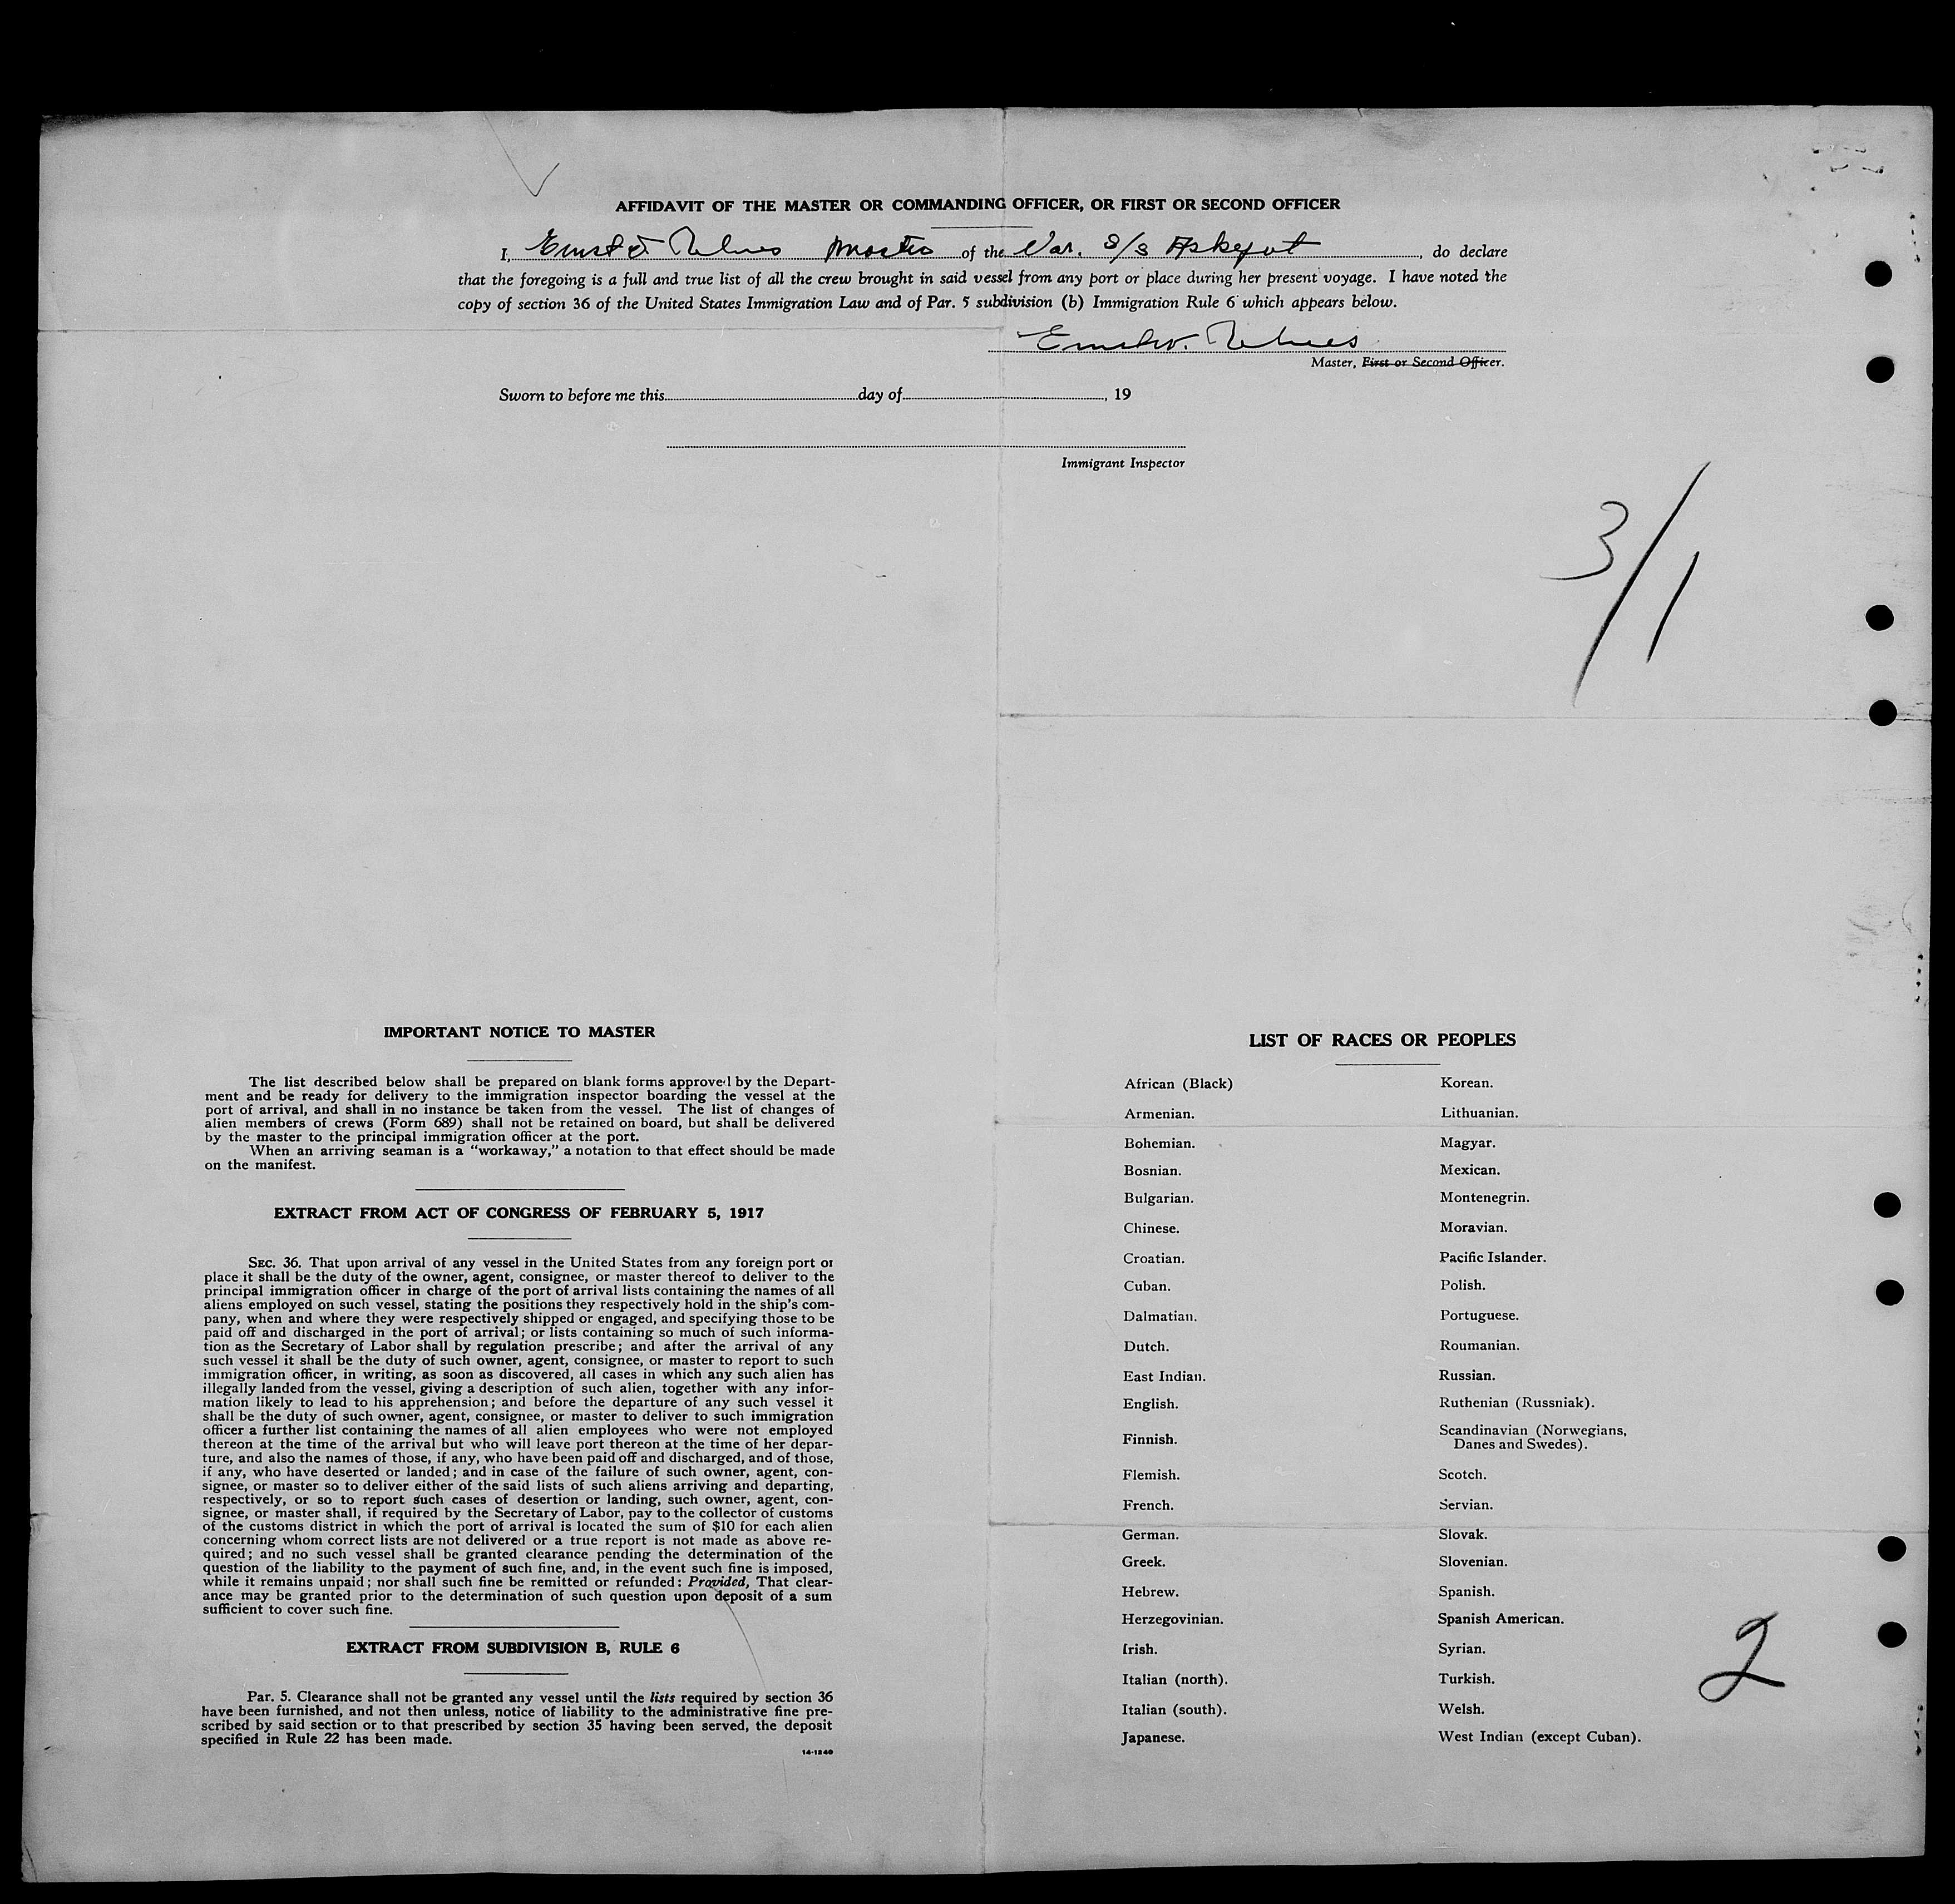 AFFIDAVIT OF THE MASTER OR COMMANDING OFFICER, OR FIRST OR SECOND OFFICER
I, Master of the Nor. S/S Askepot, do declare
that the foregoing is a full and true list of all the crew brought in said vessel from any port or place during her present voyage. I have noted the
copy of section 36 of the United States Immigration Law and of Par. 5 subdivision (b) Immigration Rule 6 which appears below.
Master, First or Second Officer.
Sworn to before me this day of , 19
Immigrant Inspector
3/1
IMPORTANT NOTICE TO MASTER
The list described below shall be prepared on blank forms approved by the Depart-
ment and be ready for delivery to the immigration inspector boarding the vessel at the
port of arrival, and shall in no instance be taken from the vessel. The list of changes of
alien members of crews (Form 689) shall not be retained on board, but shall be delivered
by the master to the principal immigration officer at the port.
When an arriving seaman is a "workaway," a notation to that effect should be made
on the manifest.
EXTRACT FROM ACT OF CONGRESS OF FEBRUARY 5, 1917
SEC. 36. That upon arrival of any vessel in the United States from any foreign port or
place it shall be the duty of the owner, agent, consignee, or master thereof to deliver to the
principal immigration officer in charge of the port of arrival lists containing the names of all
aliens employed on such vessel, stating the positions they respectively hold in the ship's com-
pany, when and where they were respectively shipped or engaged, and specifying those to be
paid off and discharged in the port of arrival; or lists containing so much of such informa-
tion as the Secretary of Labor shall by regulation prescribe; and after the arrival of any
such vessel it shall be the duty of such owner, agent, consignee, or master to report to such
immigration officer, in writing, as soon as discovered, all cases in which any such alien has
illegally landed from the vessel, giving a description of such alien, together with any infor-
mation likely to lead to his apprehension; and before the departure of any such vessel it
shall be the duty of such owner, agent, consignee, or master to deliver to such immigration
officer a further list containing the names of all alien employees who were not employed
thereon at the time of the arrival but who will leave port thereon at the time of her depar-
ture, and also the names of those, if any, who have been paid off and discharged, and of those,
if any, who have deserted or landed; and in case of the failure of such owner, agent, con-
signee, or master so to deliver either of the said lists of such aliens arriving and departing,
respectively, or so to report such cases of desertion or landing, such owner, agent, con-
signee, or master shall, if required by the Secretary of Labor, pay to the collector of customs
of the customs district in which the port of arrival is located the sum of $10 for each alien
concerning whom correct lists are not delivered or a true report is not made as above re-
quired; and no such vessel shall be granted clearance pending the determination of the
question of the liability to the payment of such fine, and, in the event such fine is imposed,
while it remains unpaid; nor shall such fine be remitted or refunded: Provided, That clear-
ance may be granted prior to the determination of such question upon deposit of a sum
sufficient to cover such fine.
EXTRACT FROM SUBDIVISION B, RULE 6
Par. 5. Clearance shall not be granted any vessel until the lists required by section 36
have been furnished, and not then unless, notice of liability to the administrative fine pre-
scribed by said section or to that prescribed by section 35 having been served, the deposit
specified in Rule 22 has been made.
14-1240
LIST OF RACES OR PEOPLES
African (Black)
Armenian.
Bohemian.
Bosnian.
Bulgarian.
Chinese.
Croatian.
Cuban.
Dalmatian.
Dutch.
East Indian.
English.
Finnish.
Flemish.
French.
German.
Greek.
Hebrew.
Herzegovinian.
Irish.
Italian (north).
Italian (south).
Japanese.
Korean.
Lithuanian.
Magyar.
Mexican.
Montenegrin.
Moravian.
Pacific Islander.
Polish.
Portuguese.
Roumanian.
Russian.
Ruthenian (Russniak).
Scandinavian (Norwegians,
Danes and Swedes).
Scotch.
Servian.
Slovak.
Slovenian.
Spanish.
Spanish American.
Syrian.
Turkish.
Welsh.
West Indian (except Cuban).
2